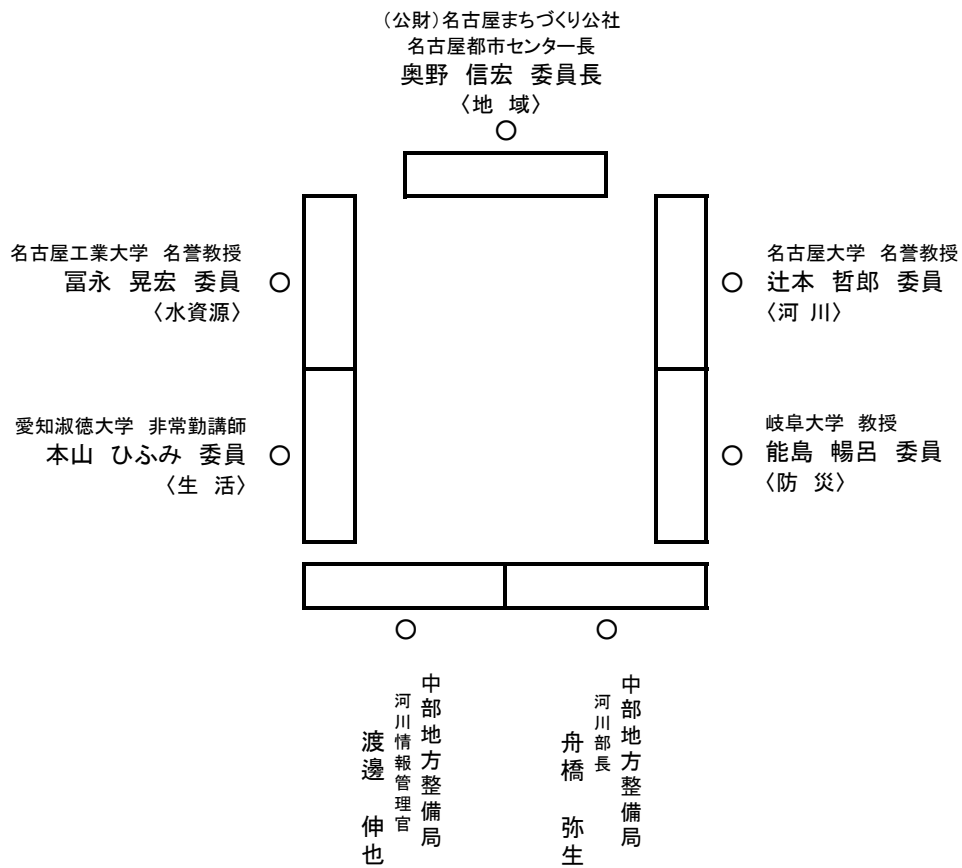 （公財）名古屋まちづくり公社
名古屋都市センター長
奥野 信宏 委員長
〈地 域〉
名古屋工業大学 名誉教授
冨永 晃宏 委員
〈水資源〉
名古屋大学 名誉教授
辻本 哲郎 委員
〈河 川〉
愛知淑徳大学 非常勤講師
本山 ひふみ 委員
〈生 活〉
岐阜大学 教授
能島 暢呂 委員
〈防 災〉
中部地方整備局
河川情報管理官
渡邊 伸也
中部地方整備局
河川部長
舟橋 弥生